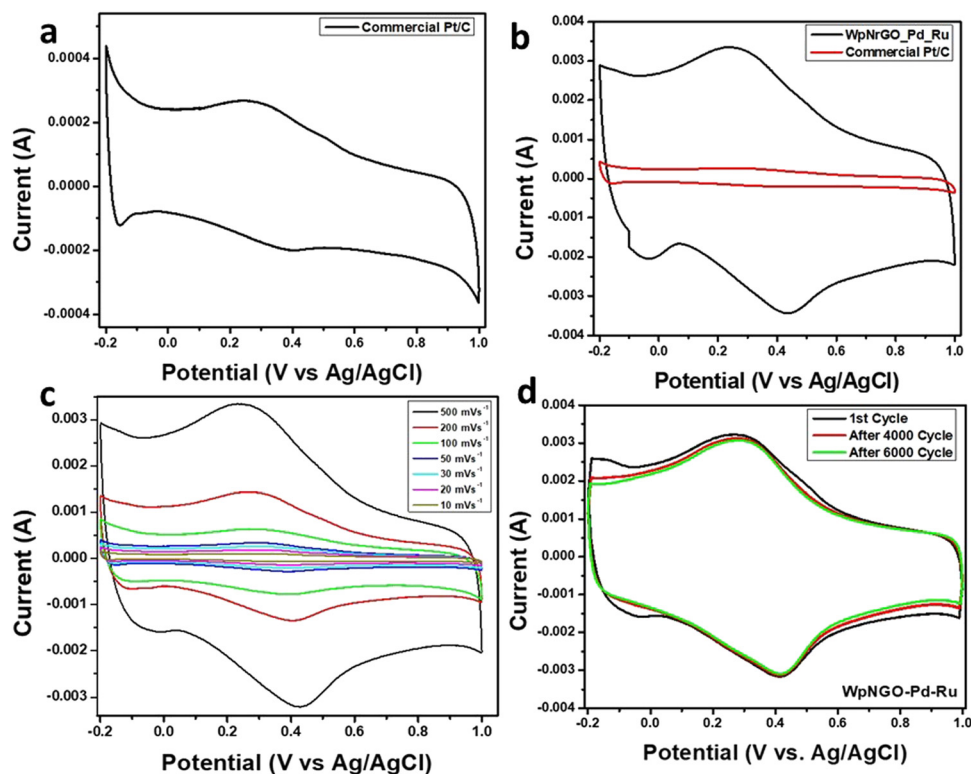 a
Commercial Pt/C
0.0004
0.0002
0.0000
-0.0002
-0.0004
Current (A)
-0.2 0.0 0.2 0.4 0.6 0.8 1.0
Potential (V vs Ag/AgCl)
b
WpNrGO_Pd_Ru
Commercial Pt/C
0.004
0.003
0.002
0.001
0.000
-0.001
-0.002
-0.003
-0.004
Current (A)
-0.2 0.0 0.2 0.4 0.6 0.8 1.0
Potential (V vs Ag/AgCl)
c
500 mVs⁻¹
200 mVs⁻¹
100 mVs⁻¹
50 mVs⁻¹
30 mVs⁻¹
20 mVs⁻¹
10 mVs⁻¹
0.003
0.002
0.001
0.000
-0.001
-0.002
-0.003
Current (A)
-0.2 0.0 0.2 0.4 0.6 0.8 1.0
Potential (V vs Ag/AgCl)
d
1st Cycle
After 4000 Cycle
After 6000 Cycle
0.004
0.003
0.002
0.001
0.000
-0.001
-0.002
-0.003
-0.004
Current (A)
WpNGO-Pd-Ru
-0.2 0.0 0.2 0.4 0.6 0.8 1.0
Potential (V vs. Ag/AgCl)